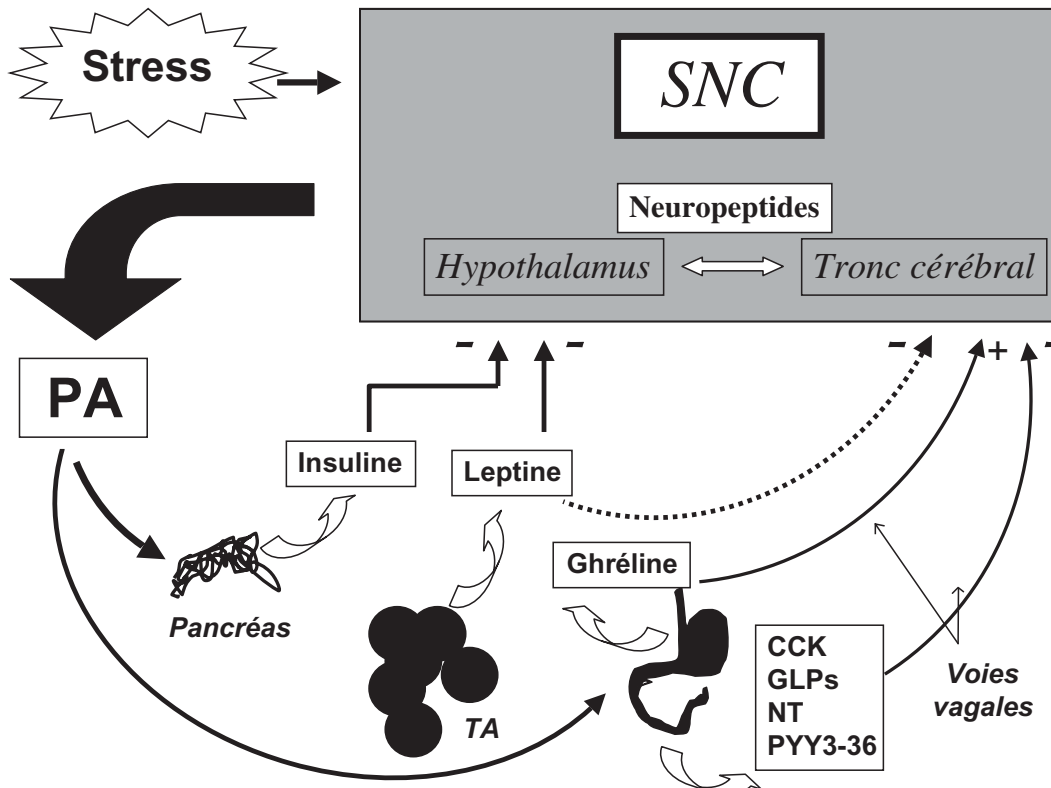 Stress
SNC
Neuropeptides
Hypothalamus
Tronc cérébral
- - - + -
PA
Insuline
Leptine
Ghréline
Pancréas
TA
CCK
GLPs
NT
PYY3-36
Voies
vagales